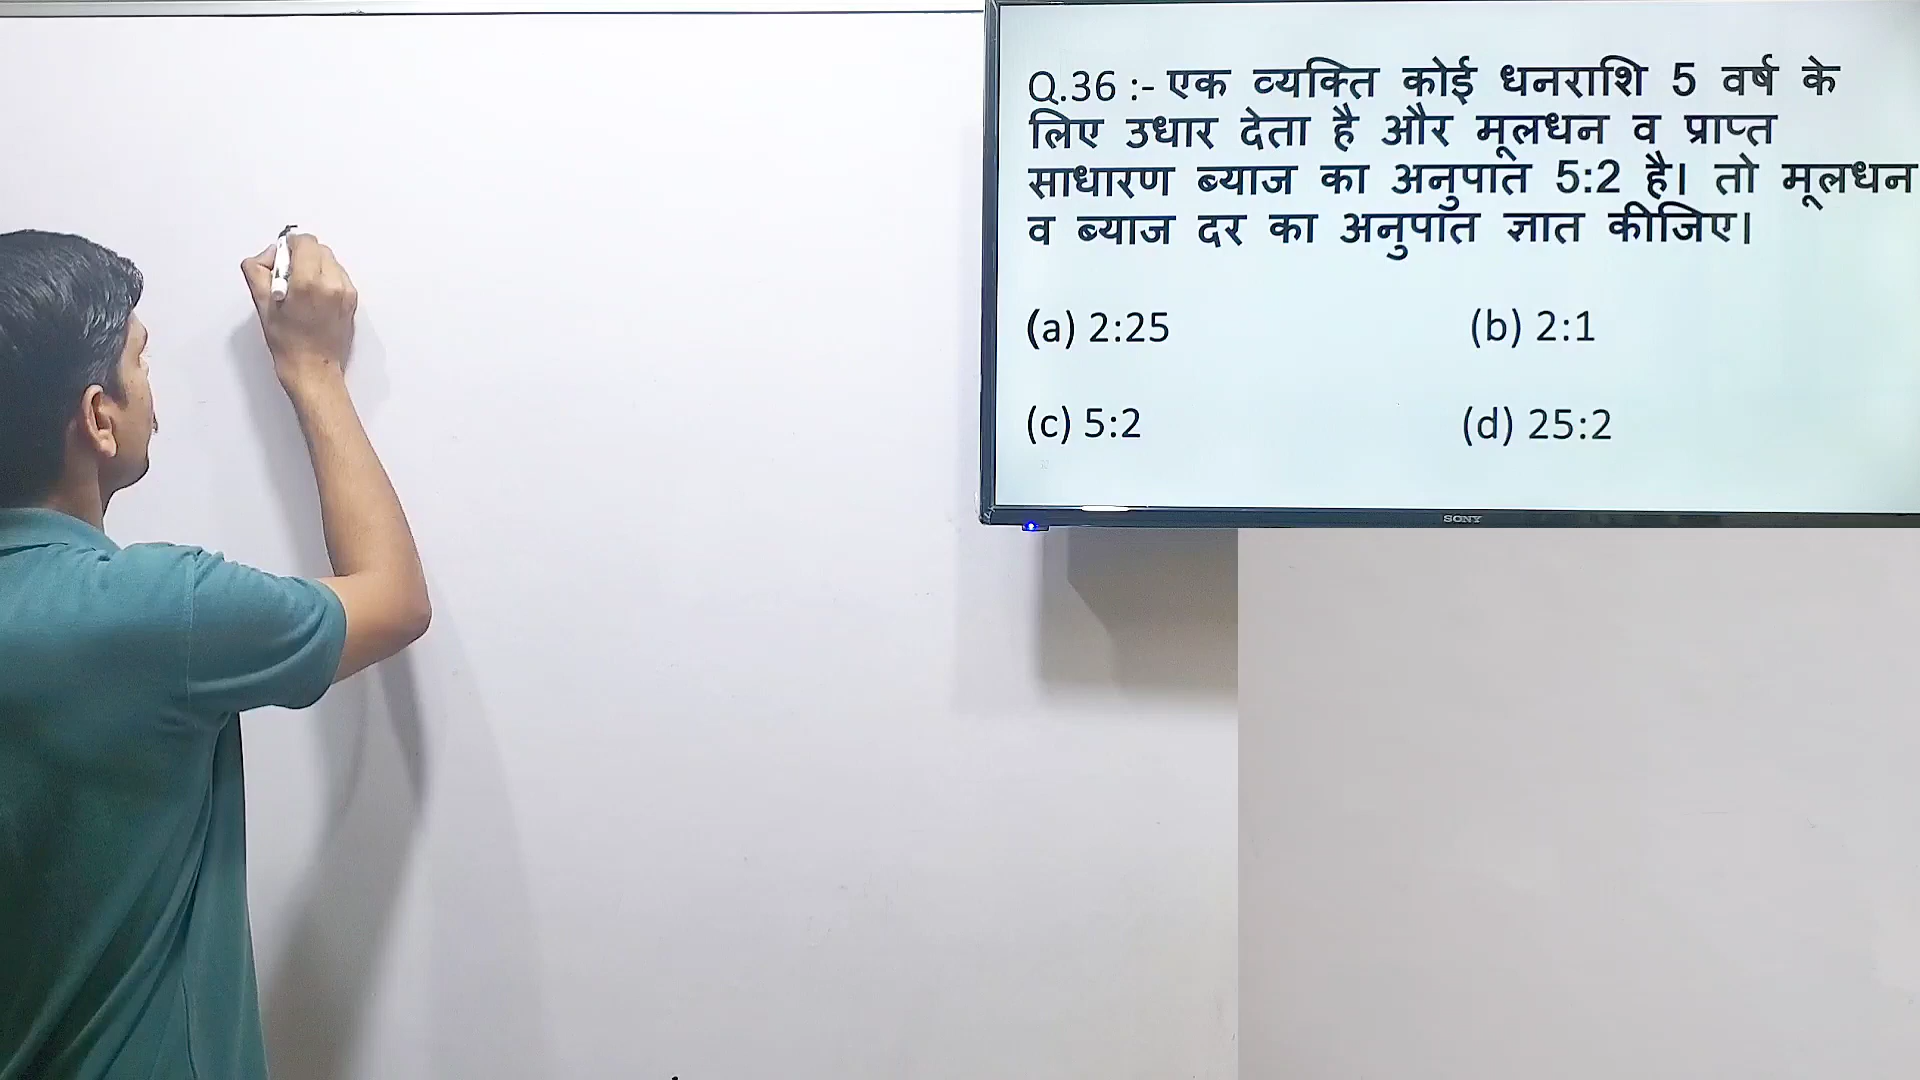 Q.36 :- एक व्यक्ति कोई धनराशि 5 वर्ष के
लिए उधार देता है और मूलधन व प्राप्त
साधारण ब्याज का अनुपात 5:2 है। तो मूलधन
व ब्याज दर का अनुपात ज्ञात कीजिए।
(a) 2:25 (b) 2:1
(c) 5:2 (d) 25:2
SONY